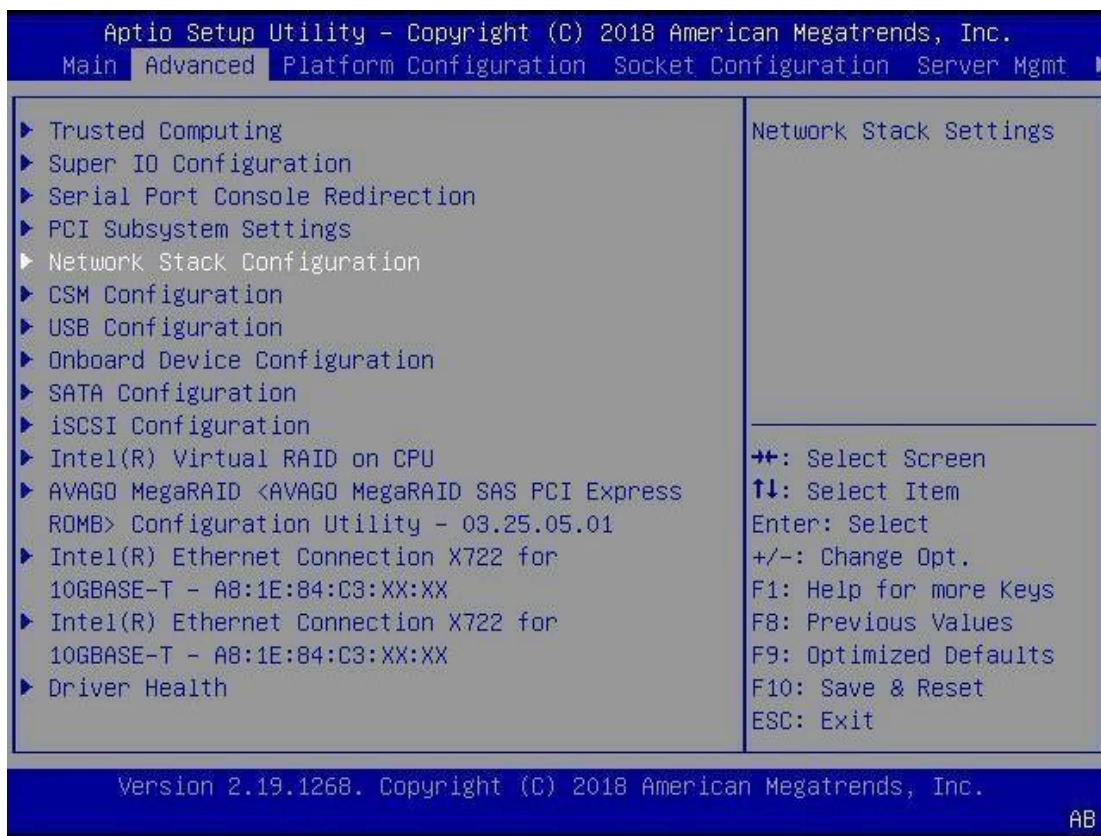 Aptio Setup Utility – Copyright (C) 2018 American Megatrends, Inc.
Main Advanced Platform Configuration Socket Configuration Server Mgmt
Trusted Computing
Super IO Configuration
Serial Port Console Redirection
PCI Subsystem Settings
Network Stack Configuration
CSM Configuration
USB Configuration
Onboard Device Configuration
SATA Configuration
iSCSI Configuration
Intel(R) Virtual RAID on CPU
AVAGO MegaRAID <AVAGO MegaRAID SAS PCI Express
ROMB> Configuration Utility – 03.25.05.01
Intel(R) Ethernet Connection X722 for
10GBASE-T – A8:1E:84:C3:XX:XX
Intel(R) Ethernet Connection X722 for
10GBASE-T – A8:1E:84:C3:XX:XX
Driver Health
Network Stack Settings
→←: Select Screen
↑↓: Select Item
Enter: Select
+/-: Change Opt.
F1: Help for more Keys
F8: Previous Values
F9: Optimized Defaults
F10: Save & Reset
ESC: Exit
Version 2.19.1268. Copyright (C) 2018 American Megatrends, Inc.
AB